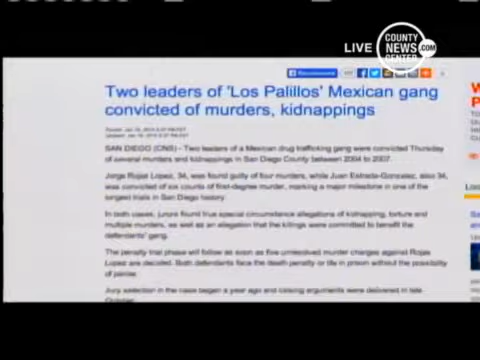 LIVE
COUNTY
NEWS
CENTER
.COM
Two leaders of 'Los Palillos' Mexican gang
convicted of murders, kidnappings
SAN DIEGO (CNS) - Two leaders of a Mexican drug trafficking gang were convicted Thursday
of several murders and kidnappings in San Diego County between 2004 to 2007.
Jorge Rojas Lopez, 34, was found guilty of four murders, while Juan Estrada-Gonzalez, also 34,
was convicted of six counts of first-degree murder, marking a major milestone in one of the
longest trials in San Diego history.
In both cases, jurors found true special circumstance allegations of kidnapping, torture and
multiple murders, as well as an allegation that the killings were committed to benefit the
defendants' gang.
The penalty trial phase will follow as soon as five unresolved murder charges against Rojas
Lopez are decided. Both defendants face the death penalty or life in prison without the possibility
of parole.
Jury selection in the case began a year ago and closing arguments were delivered in late
October.